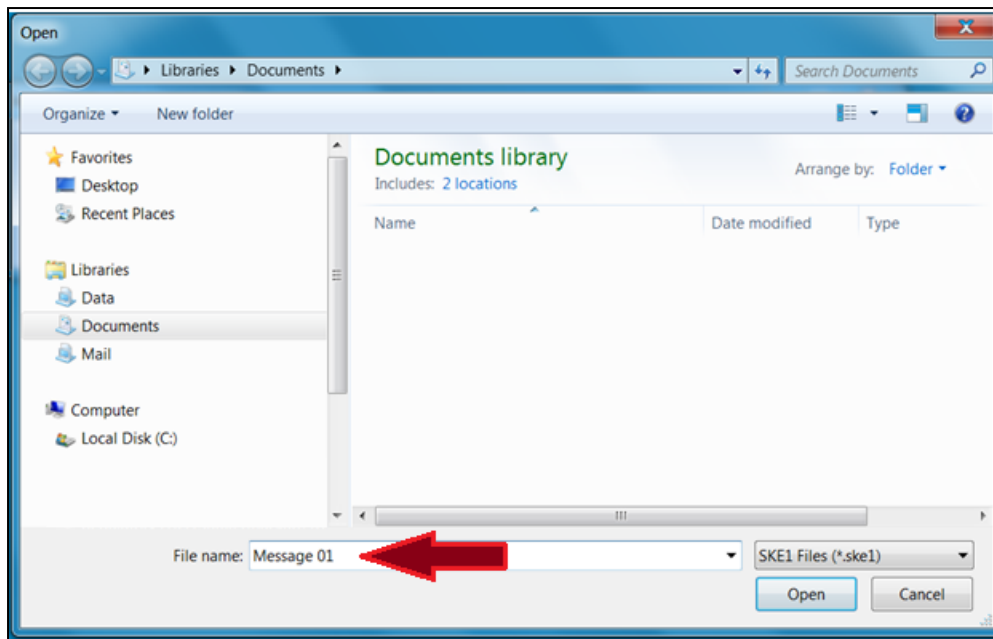 Open
Libraries Documents
Search Documents
Organize New folder
Favorites
Desktop
Recent Places
Libraries
Data
Documents
Mail
Computer
Local Disk (C:)
Documents library
Includes: 2 locations
Arrange by: Folder
Name Date modified Type
File name: Message 01
SKE1 Files (*.ske1)
Open Cancel